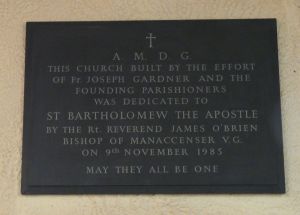 A. M. D. G.
THIS CHURCH BUILT BY THE EFFORT
OF Fr. JOSEPH GARDNER AND THE
FOUNDING PARISHIONERS
WAS DEDICATED TO
ST BARTHOLOMEW THE APOSTLE
BY THE Rt. REVEREND JAMES O'BRIEN
BISHOP OF MANACCENSER V.G.
ON 9th NOVEMBER 1985
MAY THEY ALL BE ONE